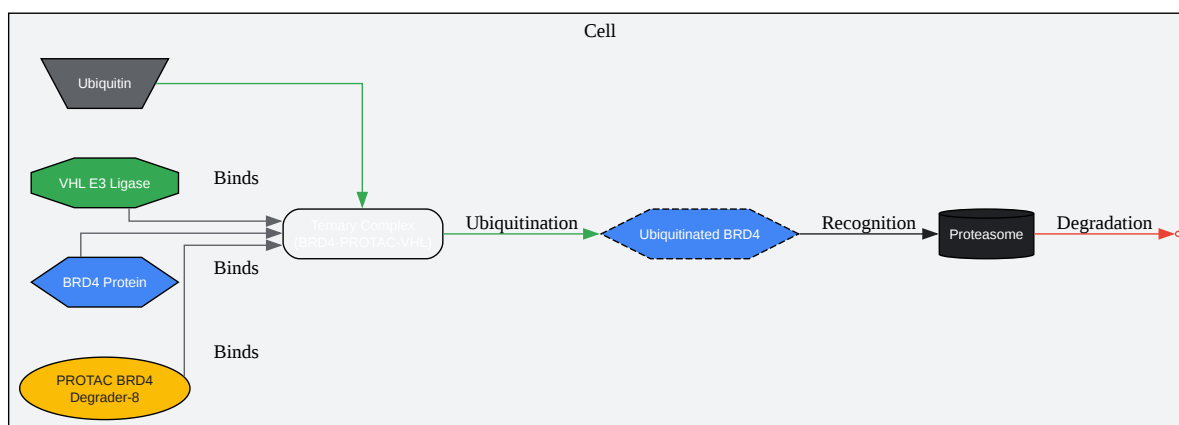 Cell
Ubiquitin
VHL E3 Ligase
Binds
Ternary Complex
(BRD4-PROTAC-VHL)
Ubiquitination
Ubiquitinated BRD4
Recognition
Proteasome
Degradation
BRD4 Protein
Binds
Binds
PROTAC BRD4
Degrader-8